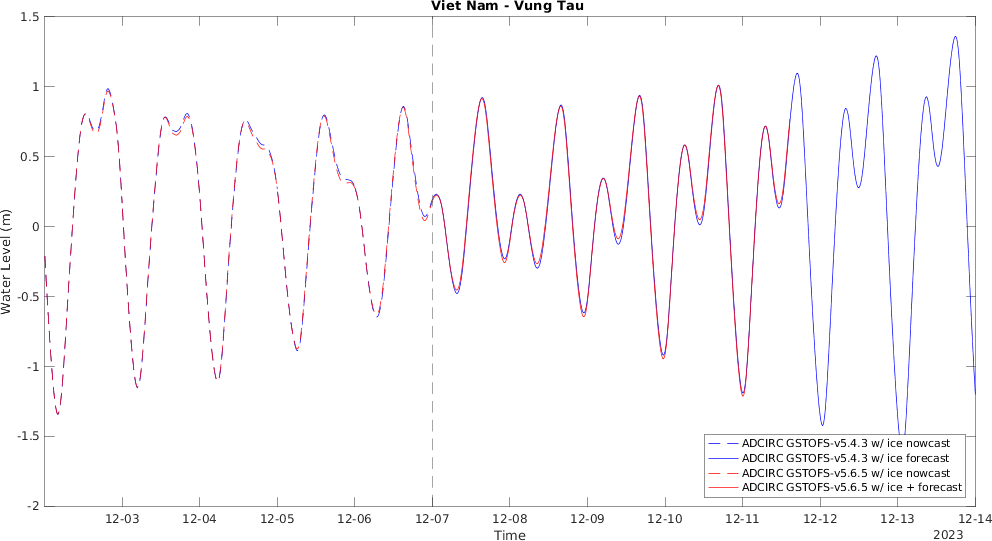 Viet Nam - Vung Tau
1.5
1
0.5
0
-0.5
-1
-1.5
-2
Water Level (m)
ADCIRC GSTOFS-v5.4.3 w/ ice nowcast
ADCIRC GSTOFS-v5.4.3 w/ ice forecast
ADCIRC GSTOFS-v5.6.5 w/ ice nowcast
ADCIRC GSTOFS-v5.6.5 w/ ice + forecast
12-03 12-04 12-05 12-06 12-07 12-08 12-09 12-10 12-11 12-12 12-13 12-14
Time
2023